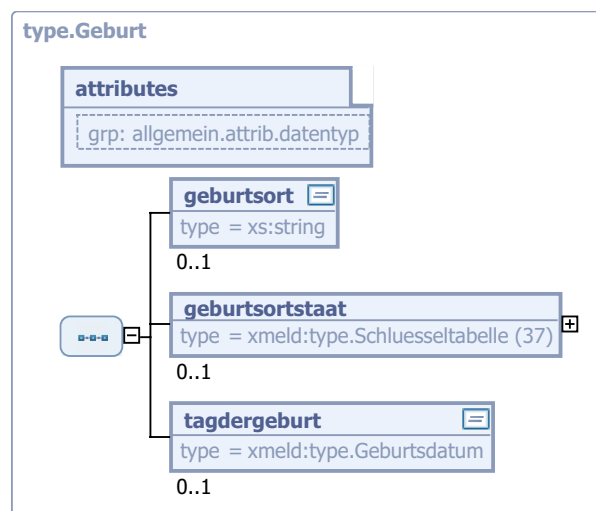 type.Geburt
attributes
grp: allgemein.attrib.datentyp
geburtsort
type = xs:string
0..1
geburtsortstaat
type = xmeld:type.Schluesseltabelle (37)
0..1
tagdergeburt
type = xmeld:type.Geburtsdatum
0..1